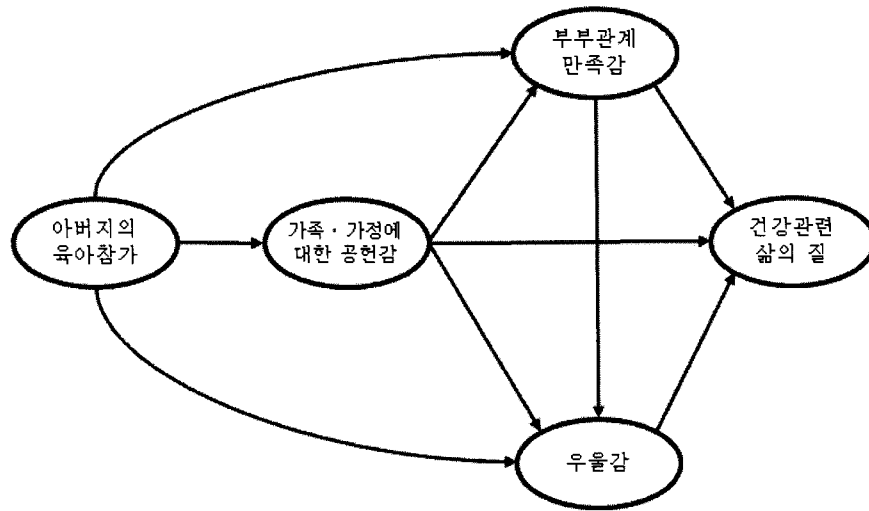 부부관계
만족감
아버지의
육아참가
가족·가정에
대한 공헌감
건강관련
삶의 질
우울감